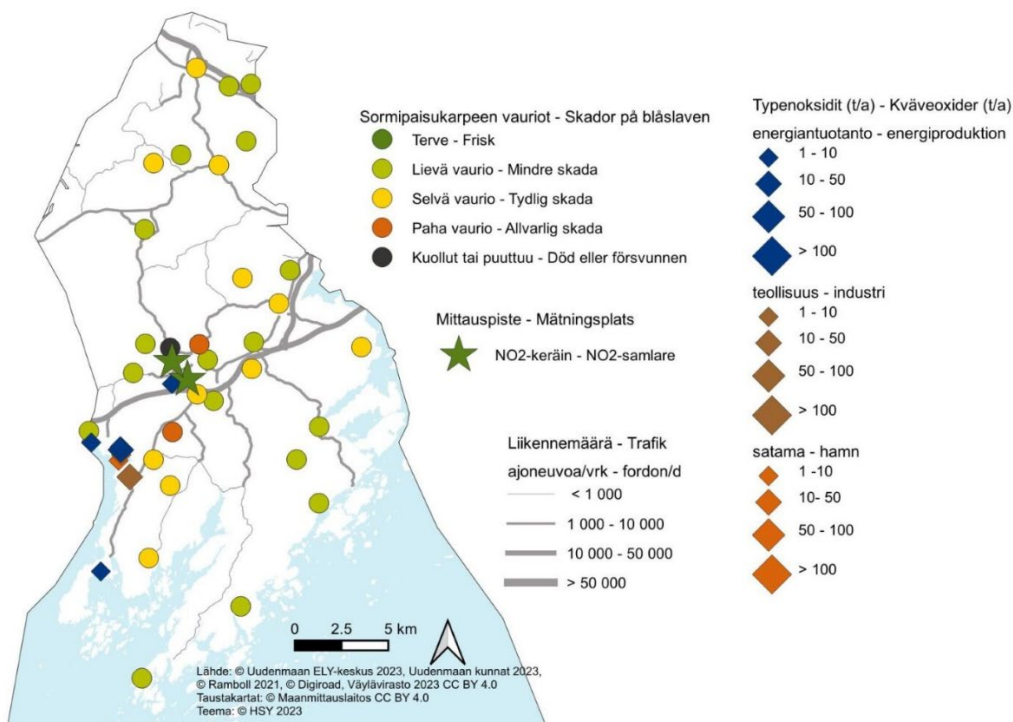 Sormipaisukarpeen vauriot - Skador på blåslaven
Terve - Frisk
Lievä vaurio - Mindre skada
Selvä vaurio - Tydlig skada
Paha vaurio - Allvarlig skada
Kuollut tai puuttuu - Död eller försvunnen
Mittauspiste - Mätningsplats
NO2-keräin - NO2-samlare
Liikennemäärä - Trafik
ajoneuvoa/vrk - fordon/d
< 1 000
1 000 - 10 000
10 000 - 50 000
> 50 000
Typenoksidit (t/a) - Kväveoxider (t/a)
energiantuotanto - energiproduktion
1 - 10
10 - 50
50 - 100
> 100
teollisuus - industri
1 - 10
10 - 50
50 - 100
> 100
satama - hamn
1 -10
10- 50
50 - 100
> 100
0 2.5 5 km
Lähde: © Uudenmaan ELY-keskus 2023, Uudenmaan kunnat 2023,
© Ramboll 2021, © Digiroad, Väylävirasto 2023 CC BY 4.0
Taustakartat: © Maanmittauslaitos CC BY 4.0
Teema: © HSY 2023